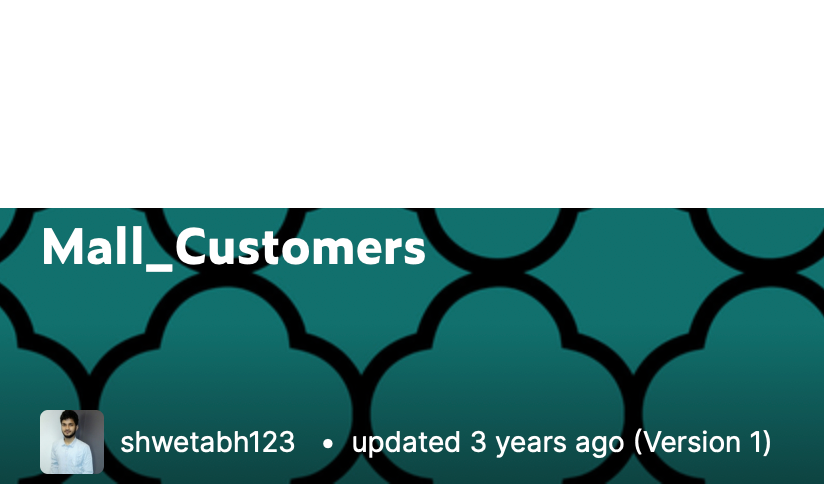 Mall_Customers
shwetabh123 • updated 3 years ago (Version 1)